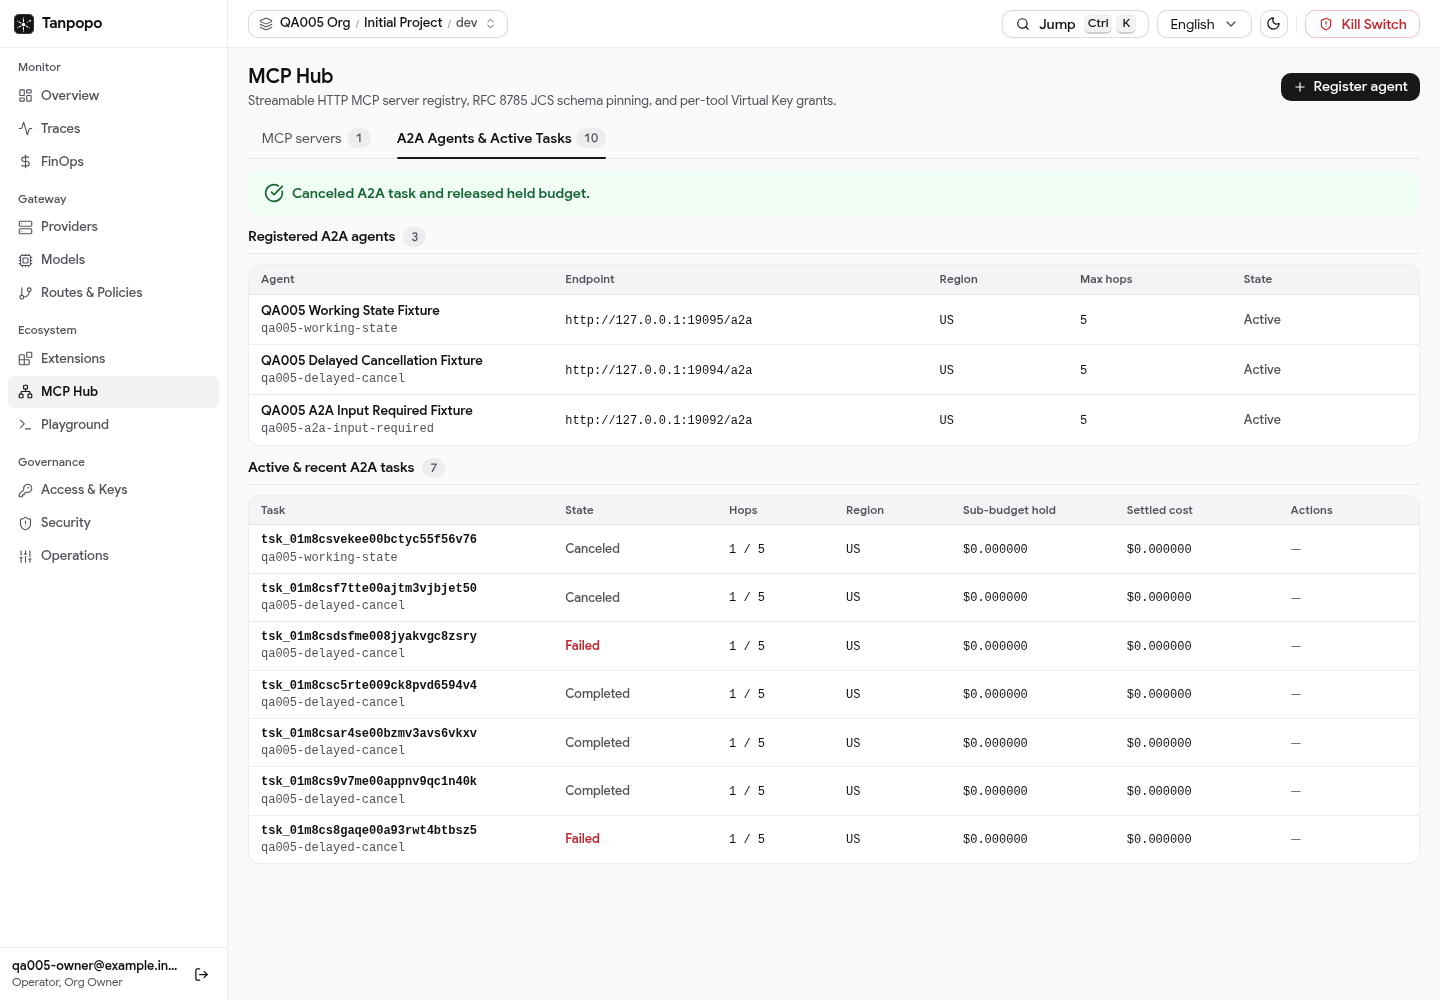 Tanpopo
QA005 Org / Initial Project / dev
Jump Ctrl K
English
Kill Switch
Monitor
Overview
Traces
FinOps
Gateway
Providers
Models
Routes & Policies
Ecosystem
Extensions
MCP Hub
Playground
Governance
Access & Keys
Security
Operations
qa005-owner@example.in...
Operator, Org Owner
MCP Hub
Streamable HTTP MCP server registry, RFC 8785 JCS schema pinning, and per-tool Virtual Key grants.
Register agent
MCP servers 1 A2A Agents & Active Tasks 10
Canceled A2A task and released held budget.
Registered A2A agents 3
Agent Endpoint Region Max hops State
QA005 Working State Fixture
qa005-working-state http://127.0.0.1:19095/a2a US 5 Active
QA005 Delayed Cancellation Fixture
qa005-delayed-cancel http://127.0.0.1:19094/a2a US 5 Active
QA005 A2A Input Required Fixture
qa005-a2a-input-required http://127.0.0.1:19092/a2a US 5 Active
Active & recent A2A tasks 7
Task State Hops Region Sub-budget hold Settled cost Actions
tsk_01m8csvekee00bctyc55f56v76
qa005-working-state Canceled 1 / 5 US $0.000000 $0.000000 —
tsk_01m8csf7tte00ajtm3vjbjet50
qa005-delayed-cancel Canceled 1 / 5 US $0.000000 $0.000000 —
tsk_01m8csdsfme008jyakvgc8zsry
qa005-delayed-cancel Failed 1 / 5 US $0.000000 $0.000000 —
tsk_01m8csc5rte009ck8pvd6594v4
qa005-delayed-cancel Completed 1 / 5 US $0.000000 $0.000000 —
tsk_01m8csar4se00bzmv3avs6vkxv
qa005-delayed-cancel Completed 1 / 5 US $0.000000 $0.000000 —
tsk_01m8cs9v7me00appnv9qc1n40k
qa005-delayed-cancel Completed 1 / 5 US $0.000000 $0.000000 —
tsk_01m8cs8gaqe00a93rwt4btbsz5
qa005-delayed-cancel Failed 1 / 5 US $0.000000 $0.000000 —